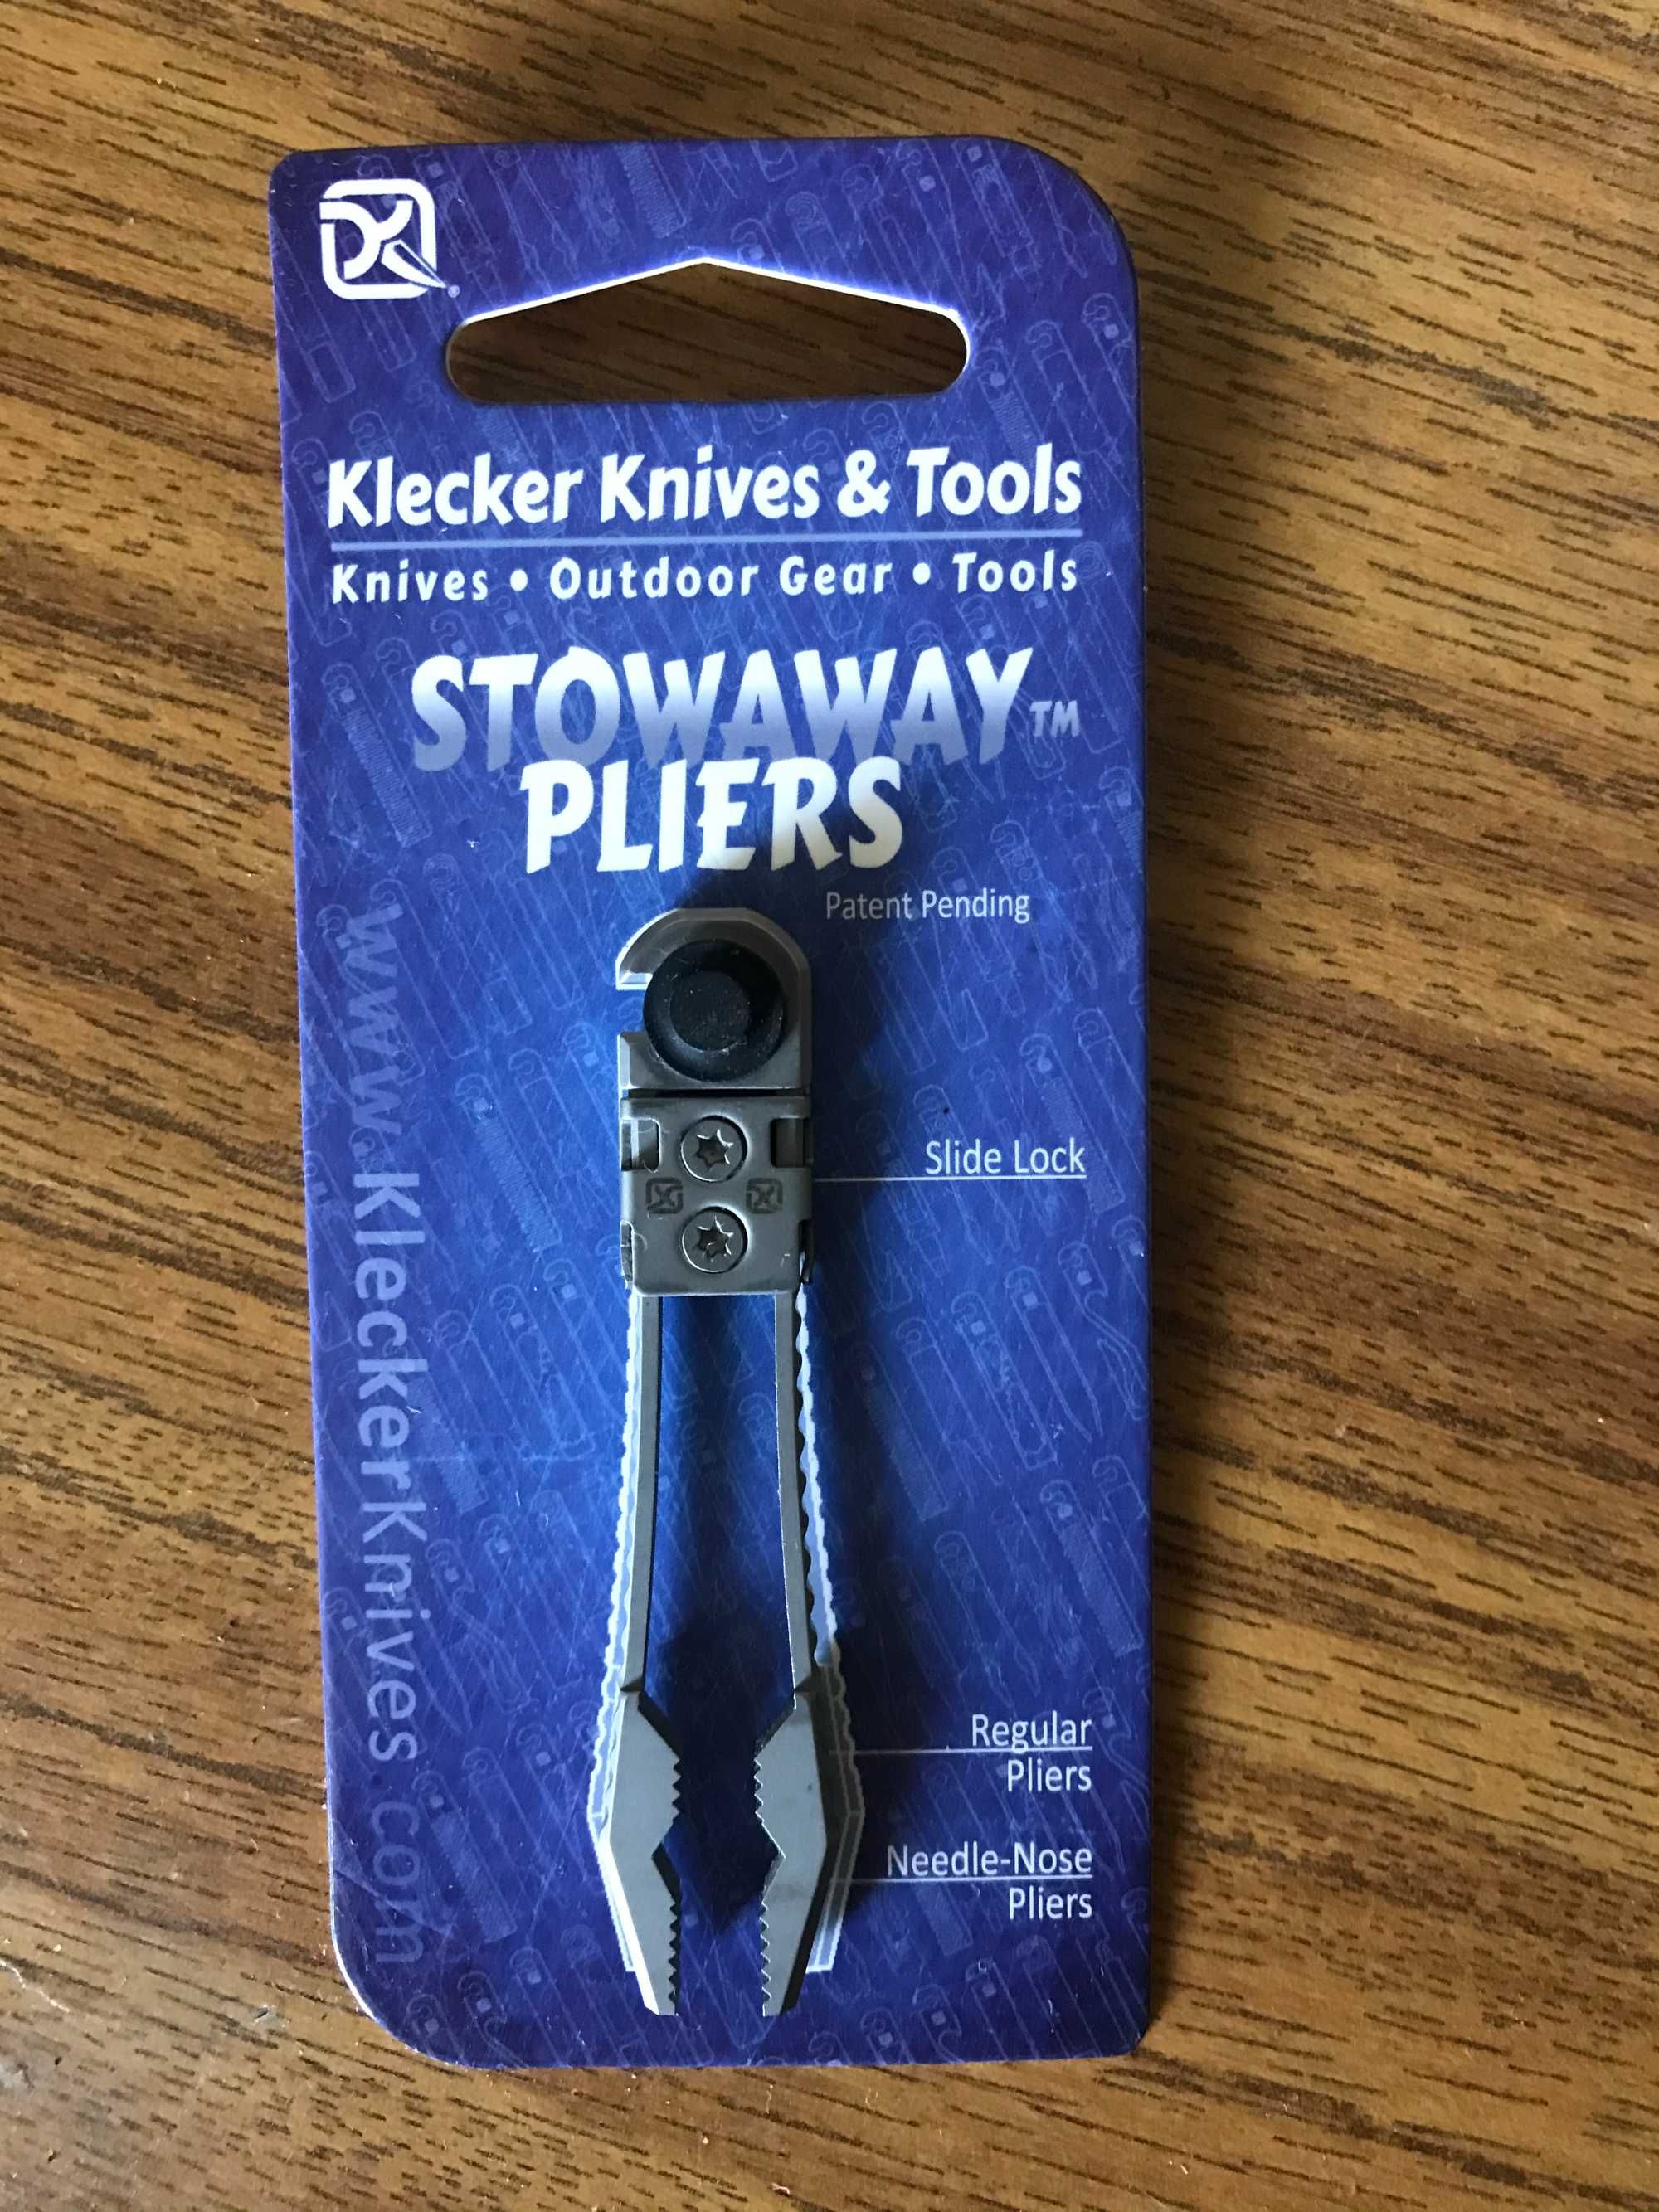 Klecker Knives & Tools
Knives • Outdoor Gear • Tools
STOWAWAY™
PLIERS
Patent Pending
Slide Lock
Regular
Pliers
Needle-Nose
Pliers
www.KleckerKnives.com